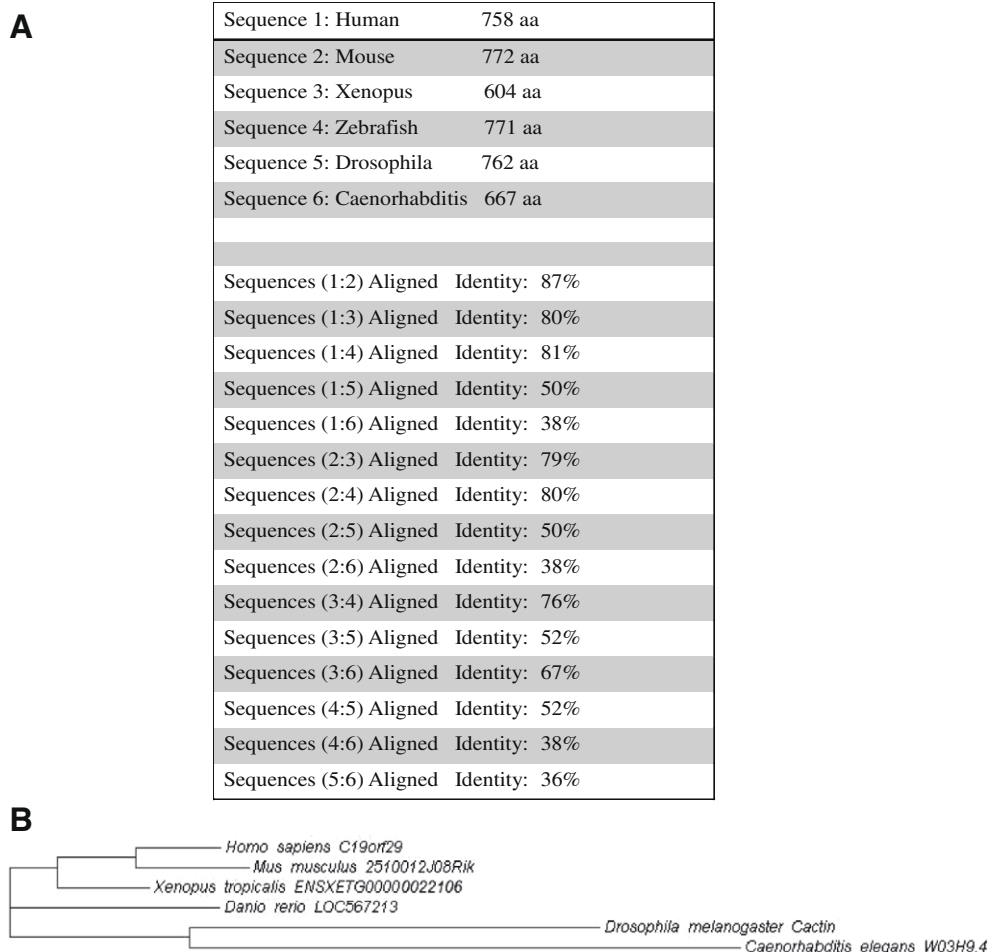 A
Sequence 1: Human 758 aa
Sequence 2: Mouse 772 aa
Sequence 3: Xenopus 604 aa
Sequence 4: Zebrafish 771 aa
Sequence 5: Drosophila 762 aa
Sequence 6: Caenorhabditis 667 aa
Sequences (1:2) Aligned Identity: 87%
Sequences (1:3) Aligned Identity: 80%
Sequences (1:4) Aligned Identity: 81%
Sequences (1:5) Aligned Identity: 50%
Sequences (1:6) Aligned Identity: 38%
Sequences (2:3) Aligned Identity: 79%
Sequences (2:4) Aligned Identity: 80%
Sequences (2:5) Aligned Identity: 50%
Sequences (2:6) Aligned Identity: 38%
Sequences (3:4) Aligned Identity: 76%
Sequences (3:5) Aligned Identity: 52%
Sequences (3:6) Aligned Identity: 67%
Sequences (4:5) Aligned Identity: 52%
Sequences (4:6) Aligned Identity: 38%
Sequences (5:6) Aligned Identity: 36%
B
Homo sapiens C19orf29
Mus musculus 2510012J08Rik
Xenopus tropicalis ENSXETG00000022106
Danio rerio LOC567213
Drosophila melanogaster Cactin
Caenorhabditis elegans W03H9.4